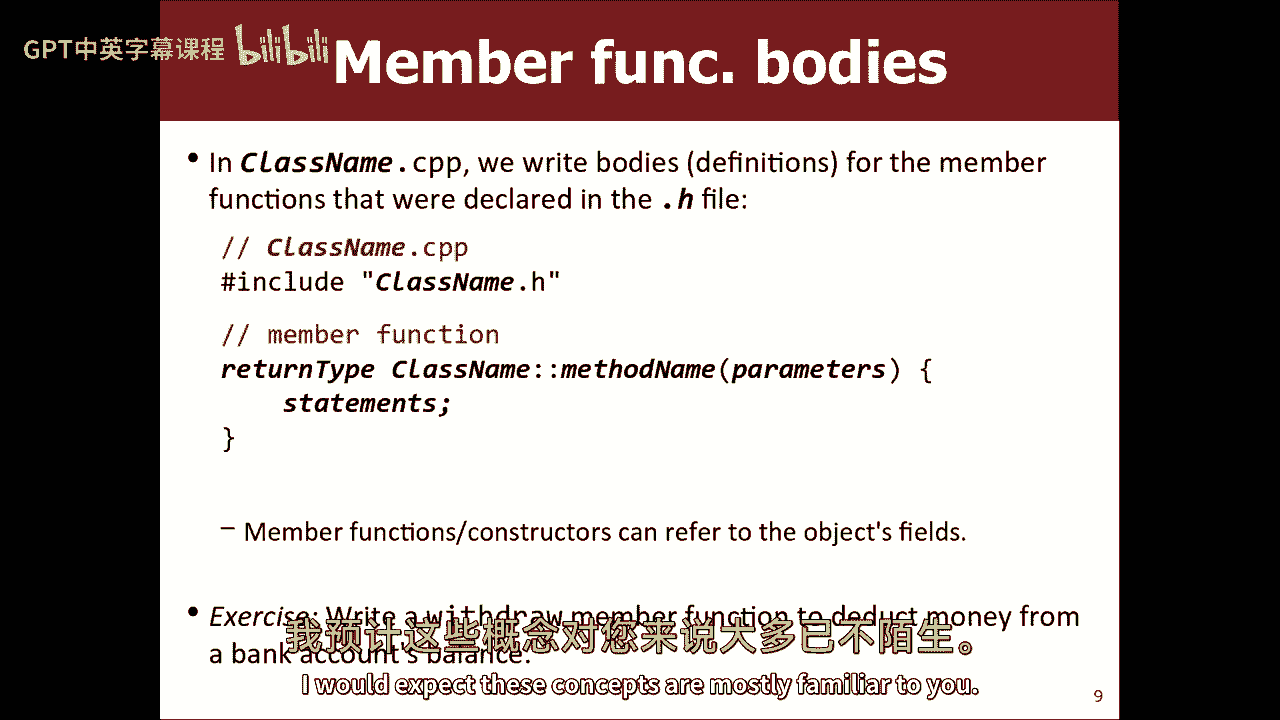 GPT中英字幕课程 bilibili
Member func. bodies
• In ClassName.cpp, we write bodies (definitions) for the member
functions that were declared in the .h file:
// ClassName.cpp
#include "ClassName.h"
// member function
returnType ClassName::methodName(parameters) {
statements;
}
– Member functions/constructors can refer to the object's fields.
• Exercise: Write a withdraw member function to deduct money from
a bank account's balance.
我预计这些概念对您来说大多已不陌生。
I would expect these concepts are mostly familiar to you.
9